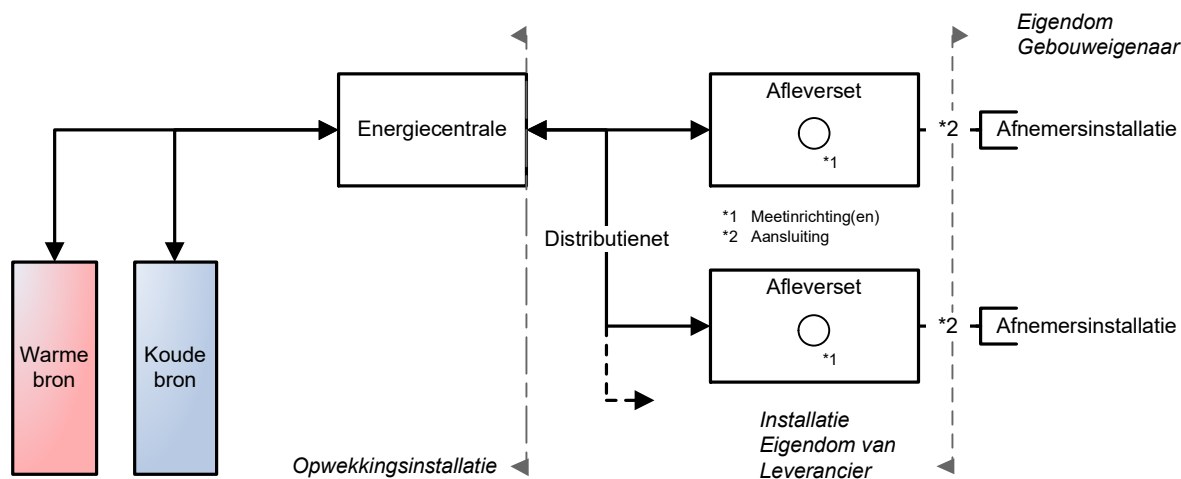 Eigendom
Gebouweigenaar
Afleverset
Energiecentrale
*1
*2
Afnemersinstallatie
*1 Meetinrichting(en)
*2 Aansluiting
Distributienet
Afleverset
*1
*2
Afnemersinstallatie
Warme
bron
Koude
bron
Installatie
Eigendom van
Leverancier
Opwekkingsinstallatie